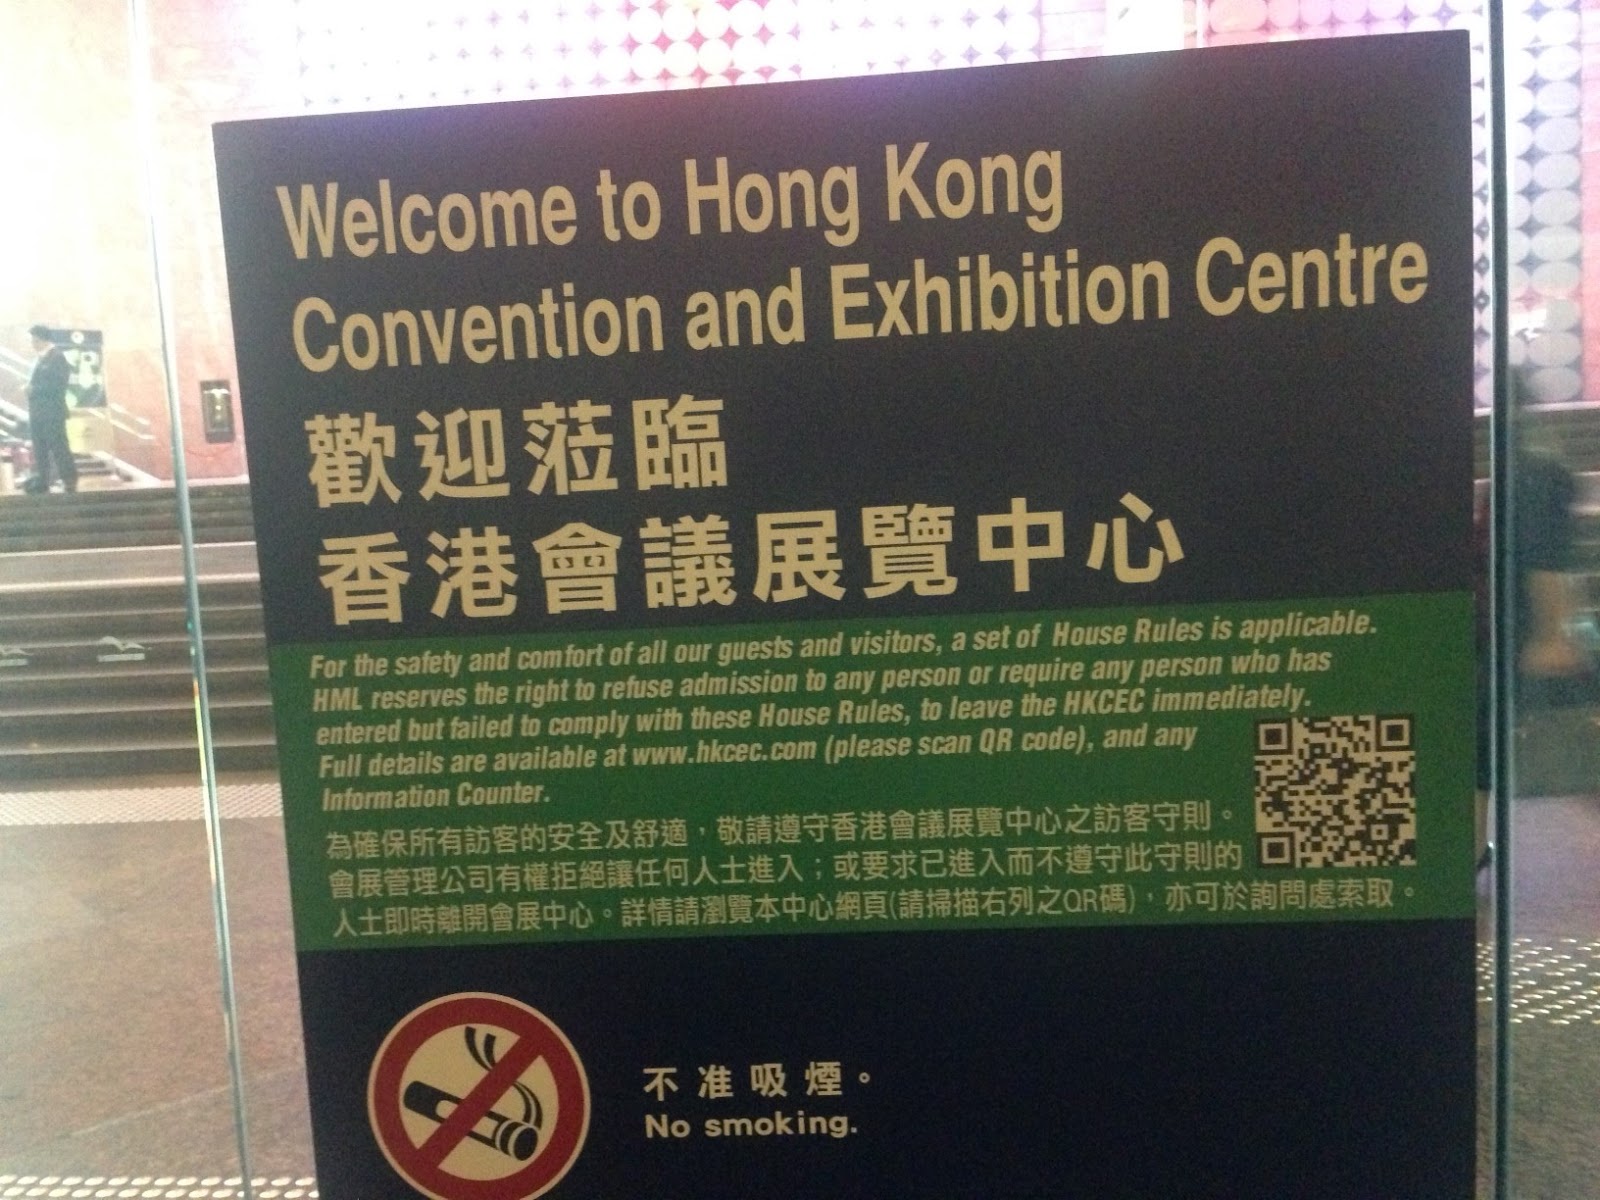 Welcome to Hong Kong
Convention and Exhibition Centre
歡迎蒞臨
香港會議展覽中心
For the safety and comfort of all our guests and visitors, a set of House Rules is applicable.
HML reserves the right to refuse admission to any person or require any person who has
entered but failed to comply with these House Rules, to leave the HKCEC immediately.
Full details are available at www.hkcec.com (please scan QR code), and any
Information Counter.
為確保所有訪客的安全及舒適，敬請遵守香港會議展覽中心之訪客守則。
會展管理公司有權拒絕讓任何人士進入；或要求已進入而不遵守此守則的
人士即時離開會展中心。詳情請瀏覽本中心網頁(請掃描右列之QR碼)，亦可於詢問處索取。
不准吸煙。
No smoking.